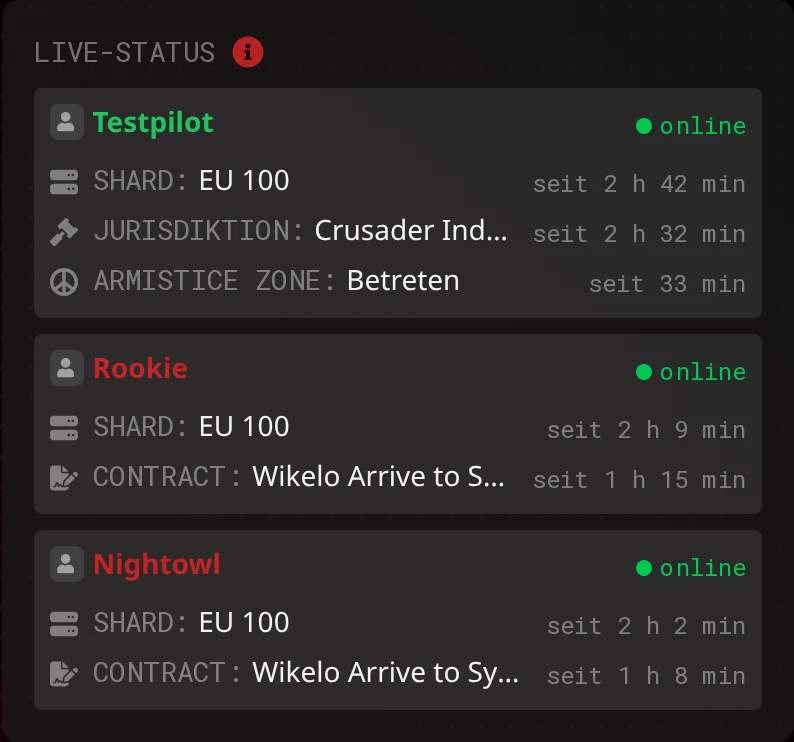 LIVE-STATUS
Testpilot online
SHARD: EU 100 seit 2 h 42 min
JURISDIKTION: Crusader Ind... seit 2 h 32 min
ARMISTICE ZONE: Betreten seit 33 min
Rookie online
SHARD: EU 100 seit 2 h 9 min
CONTRACT: Wikelo Arrive to S... seit 1 h 15 min
Nightowl online
SHARD: EU 100 seit 2 h 2 min
CONTRACT: Wikelo Arrive to Sy... seit 1 h 8 min